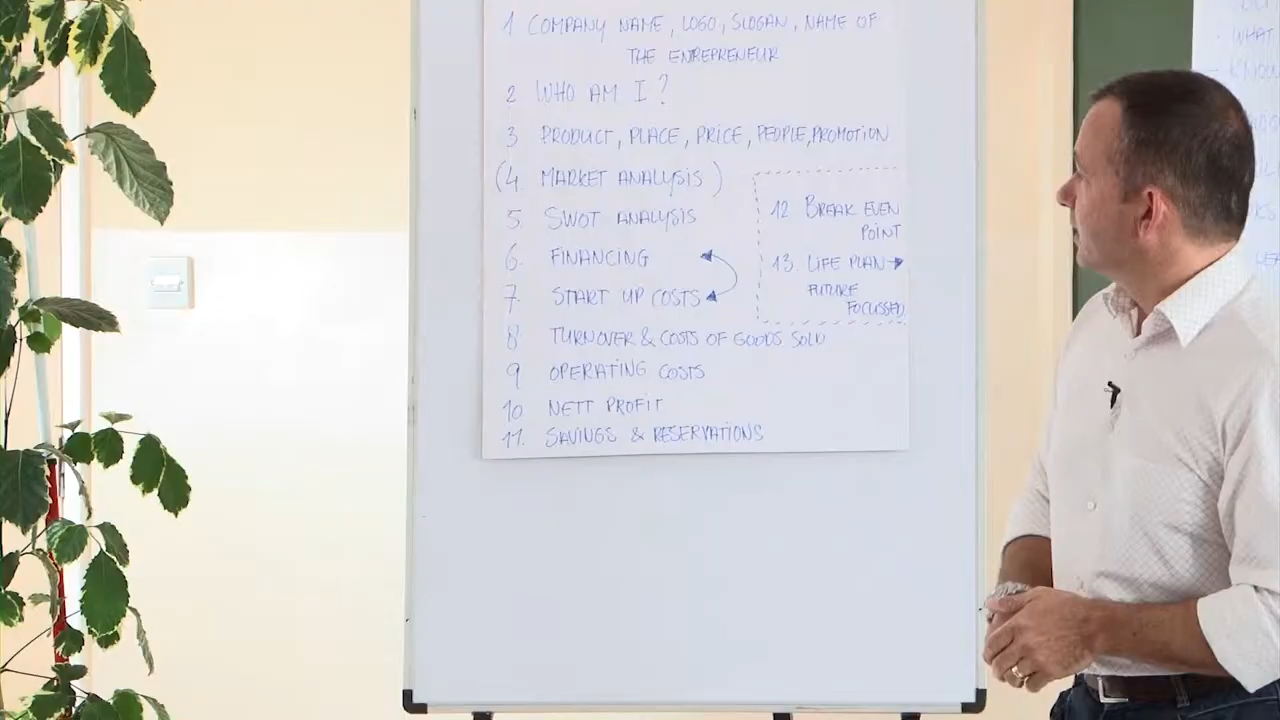 1 COMPANY NAME, LOGO, SLOGAN, NAME OF
THE ENTREPRENEUR
2 WHO AM I?
3 PRODUCT, PLACE, PRICE, PEOPLE, PROMOTION
(4. MARKET ANALYSIS)
5. SWOT ANALYSIS
6. FINANCING
7. START UP COSTS
8 TURNOVER & COSTS OF GOODS SOLD
9 OPERATING COSTS
10 NETT PROFIT
11. SAVINGS & RESERVATIONS
12 BREAK EVEN
POINT
13. LIFE PLAN →
FUTURE
FOCUSSED
- WHAT